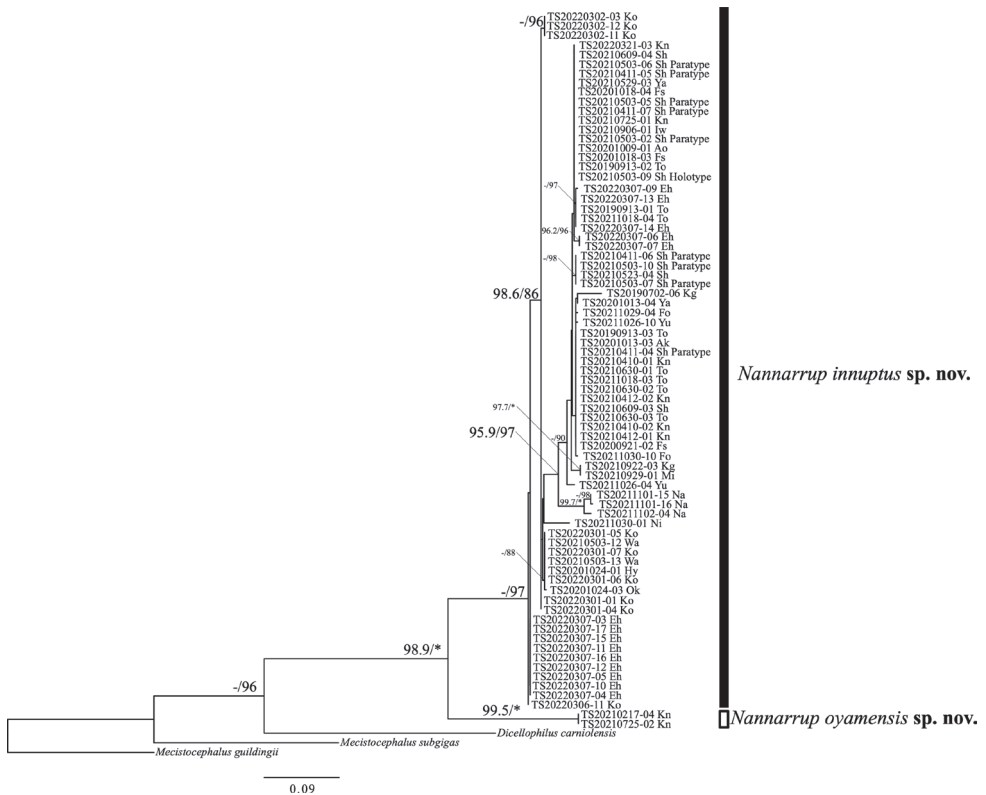 -/96
TS20220302-03 Ko
TS20220302-12 Ko
TS20220302-11 Ko
TS20220321-03 Kn
TS20210609-04 Sh
TS20210503-06 Sh Paratype
TS20210411-05 Sh Paratype
TS20210529-03 Ya
TS20201018-04 Fs
TS20210503-05 Sh Paratype
TS20210411-07 Sh Paratype
TS20210725-01 Kn
TS20210906-01 Iw
TS20210503-02 Sh Paratype
TS20201009-01 Ao
TS20201018-03 Fs
TS20190913-02 To
TS20210503-09 Sh Holotype
-/97
TS20220307-09 Eh
TS20220307-13 Eh
TS20190913-01 To
TS20211018-04 To
TS20220307-14 Eh
96.2/96
TS20220307-06 Eh
TS20220307-07 Eh
-/98
TS20210411-06 Sh Paratype
TS20210503-10 Sh Paratype
TS20210523-04 Sh
TS20210503-07 Sh Paratype
98.6/86
TS20190702-06 Kg
TS20201013-04 Ya
TS20211029-04 Fo
TS20211026-10 Yu
TS20190913-03 To
TS20201013-03 Ak
TS20210411-04 Sh Paratype
TS20210410-01 Kn
TS20210630-01 To
TS20211018-03 To
TS20210630-02 To
TS20210412-02 Kn
TS20210609-03 Sh
TS20210630-03 To
TS20210410-02 Kn
TS20210412-01 Kn
TS20200921-02 Fs
TS20211030-10 Fo
97.7/*
95.9/97
-/90
TS20210922-03 Kg
TS20210929-01 Mi
TS20211026-04 Yu
-/98
99.7/*
TS20211101-15 Na
TS20211101-16 Na
TS20211102-04 Na
TS20211030-01 Ni
TS20220301-05 Ko
TS20210503-12 Wa
TS20220301-07 Ko
TS20210503-13 Wa
TS20201024-01 Hy
TS20220301-06 Ko
TS20201024-03 Ok
-/88
TS20220301-01 Ko
TS20220301-04 Ko
-/97
TS20220307-03 Eh
TS20220307-17 Eh
TS20220307-15 Eh
TS20220307-11 Eh
TS20220307-16 Eh
TS20220307-12 Eh
TS20220307-05 Eh
TS20220307-10 Eh
TS20220307-04 Eh
TS20220306-11 Ko
Nannarrup innuptus sp. nov.
98.9/*
-/96
99.5/*
TS20210217-04 Kn
TS20210725-02 Kn
Nannarrup oyamensis sp. nov.
Dicellophilus carniolensis
Mecistocephalus subgigas
Mecistocephalus guildingii
0.09